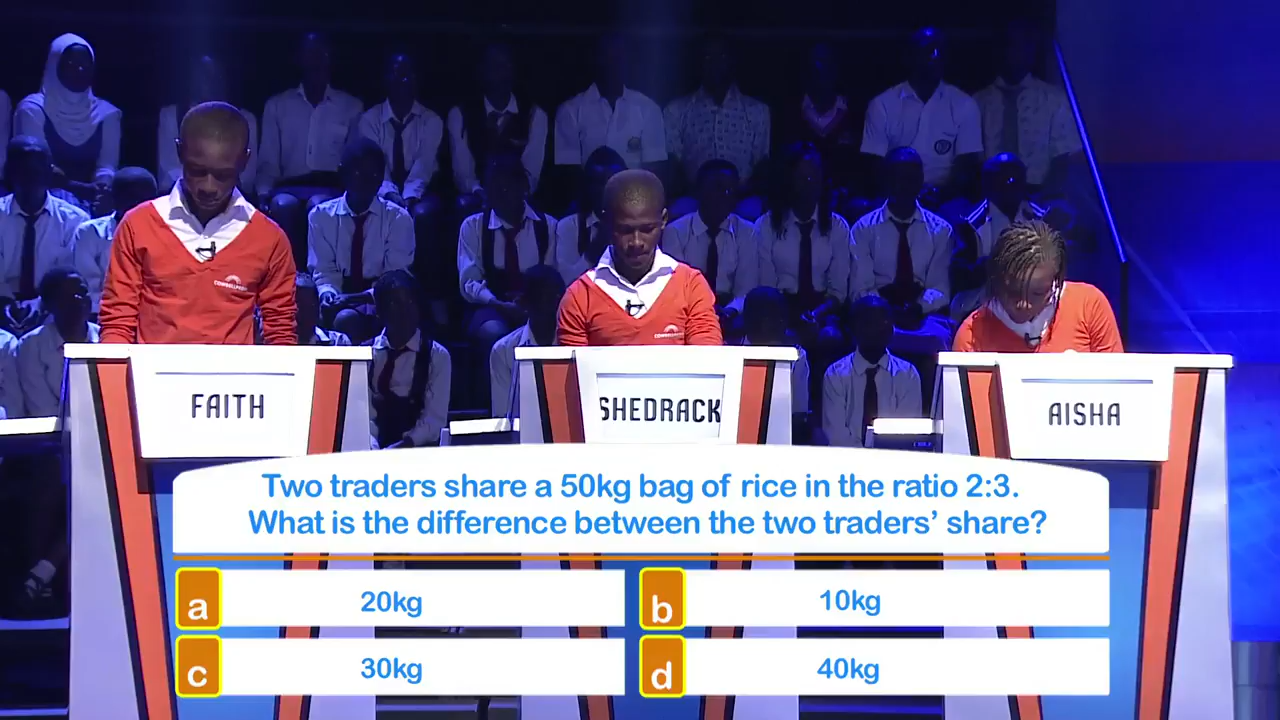 FAITH
SHEDRACK
AISHA
Two traders share a 50kg bag of rice in the ratio 2:3.
What is the difference between the two traders' share?
a 20kg
b 10kg
c 30kg
d 40kg